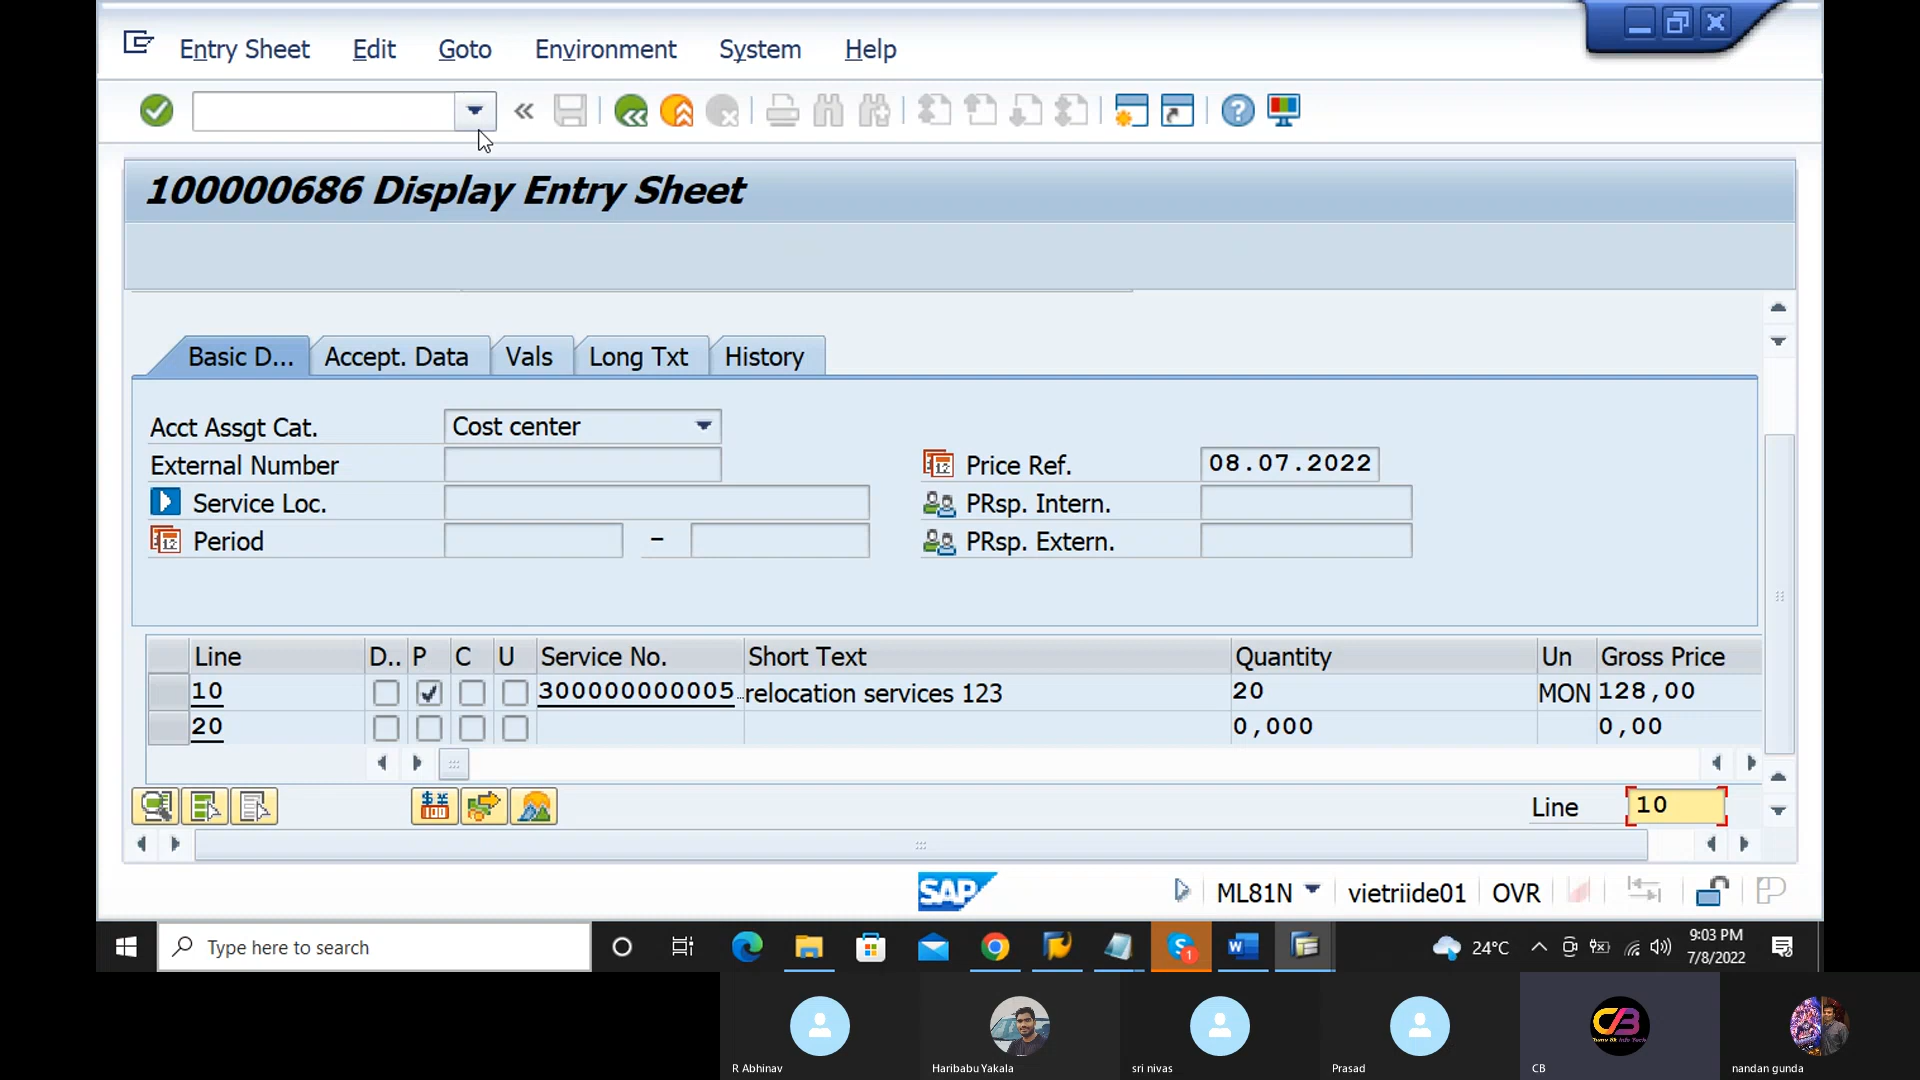 Entry Sheet Edit Goto Environment System Help
100000686 Display Entry Sheet
Basic D... Accept. Data Vals Long Txt History
Acct Assgt Cat. Cost center
External Number Price Ref. 08.07.2022
Service Loc. PRsp. Intern.
Period – PRsp. Extern.
Line D.. P C U Service No. Short Text Quantity Un Gross Price
10 300000000005... relocation services 123 20 MON 128,00
20 0,000 0,00
Line 10
SAP ML81N vietriide01 OVR
Type here to search 24°C 9:03 PM
7/8/2022
R Abhinav Haribabu Yakala sri nivas Prasad CB nandan gunda